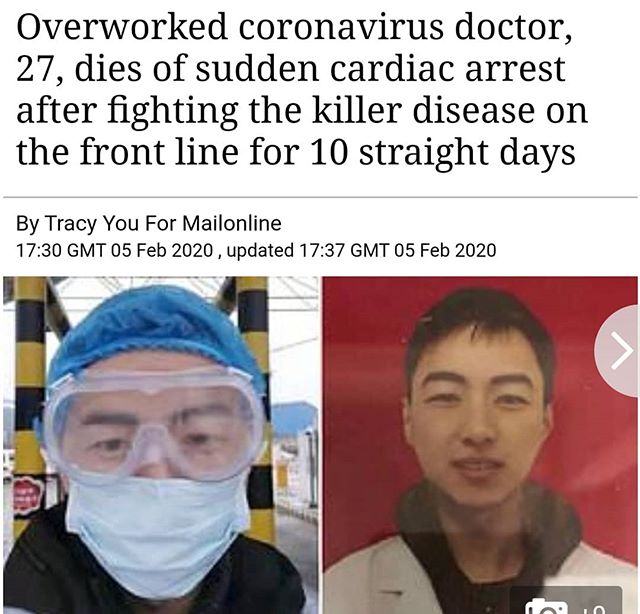 Overworked coronavirus doctor,
27, dies of sudden cardiac arrest
after fighting the killer disease on
the front line for 10 straight days
By Tracy You For Mailonline
17:30 GMT 05 Feb 2020 , updated 17:37 GMT 05 Feb 2020